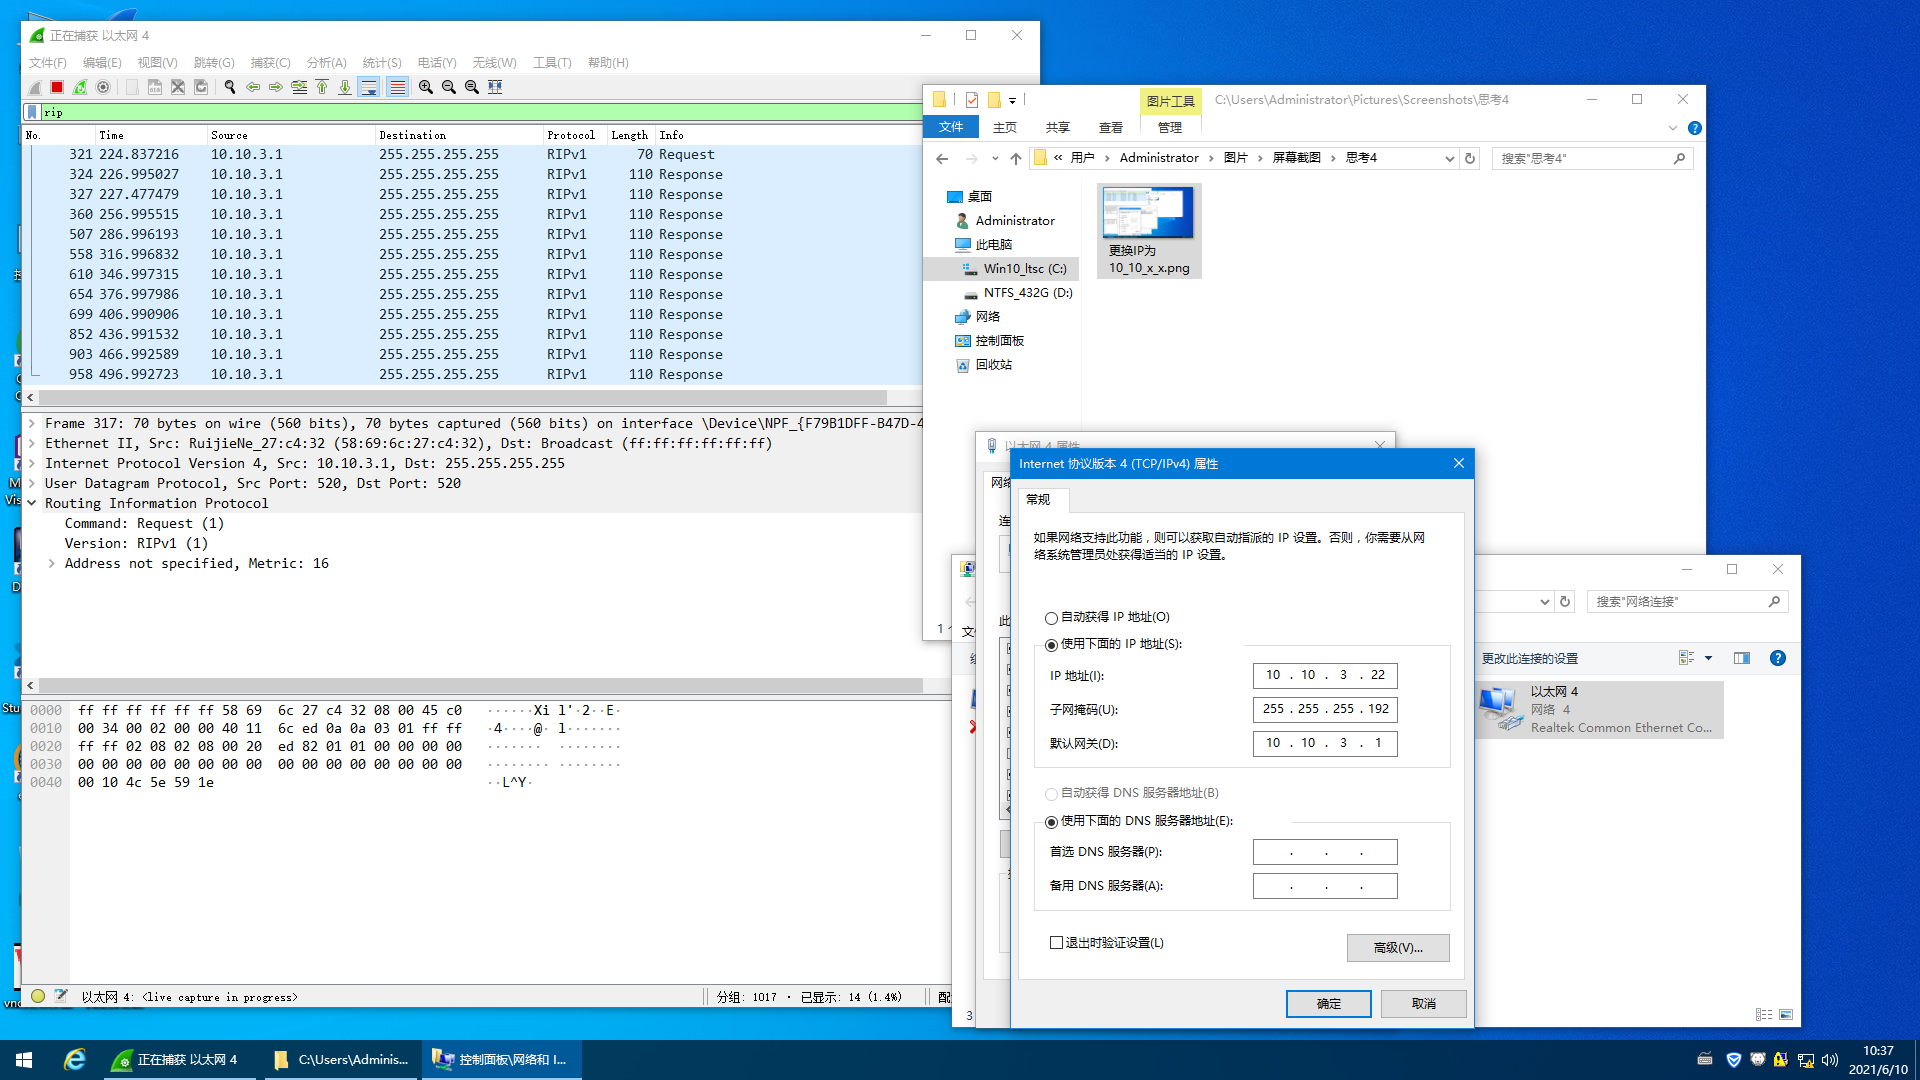 正在捕获 以太网 4
文件(F) 编辑(E) 视图(V) 跳转(G) 捕获(C) 分析(A) 统计(S) 电话(Y) 无线(W) 工具(T) 帮助(H)
rip
No. Time Source Destination Protocol Length Info
321 224.837216 10.10.3.1 255.255.255.255 RIPv1 70 Request
324 226.995027 10.10.3.1 255.255.255.255 RIPv1 110 Response
327 227.477479 10.10.3.1 255.255.255.255 RIPv1 110 Response
360 256.995515 10.10.3.1 255.255.255.255 RIPv1 110 Response
507 286.996193 10.10.3.1 255.255.255.255 RIPv1 110 Response
558 316.996832 10.10.3.1 255.255.255.255 RIPv1 110 Response
610 346.997315 10.10.3.1 255.255.255.255 RIPv1 110 Response
654 376.997986 10.10.3.1 255.255.255.255 RIPv1 110 Response
699 406.990906 10.10.3.1 255.255.255.255 RIPv1 110 Response
852 436.991532 10.10.3.1 255.255.255.255 RIPv1 110 Response
903 466.992589 10.10.3.1 255.255.255.255 RIPv1 110 Response
958 496.992723 10.10.3.1 255.255.255.255 RIPv1 110 Response
Frame 317: 70 bytes on wire (560 bits), 70 bytes captured (560 bits) on interface \Device\NPF_{F79B1DFF-B47D-4
Ethernet II, Src: RuijieNe_27:c4:32 (58:69:6c:27:c4:32), Dst: Broadcast (ff:ff:ff:ff:ff:ff)
Internet Protocol Version 4, Src: 10.10.3.1, Dst: 255.255.255.255
User Datagram Protocol, Src Port: 520, Dst Port: 520
Routing Information Protocol
Command: Request (1)
Version: RIPv1 (1)
Address not specified, Metric: 16
0000 ff ff ff ff ff ff 58 69 6c 27 c4 32 08 00 45 c0 ······Xi l'·2··E·
0010 00 34 00 02 00 00 40 11 6c ed 0a 0a 03 01 ff ff ·4····@· l·······
0020 ff ff 02 08 02 08 00 20 ed 82 01 01 00 00 00 00 ········ ········
0030 00 00 00 00 00 00 00 00 00 00 00 00 00 00 00 00 ········ ········
0040 00 10 4c 5e 59 1e ··L^Y·
以太网 4: <live capture in progress> 分组: 1017 · 已显示: 14 (1.4%) 配
图片工具 C:\Users\Administrator\Pictures\Screenshots\思考4
文件 主页 共享 查看 管理
« 用户 › Administrator › 图片 › 屏幕截图 › 思考4
搜索"思考4"
桌面
Administrator
此电脑
Win10_ltsc (C:)
NTFS_432G (D:)
网络
控制面板
回收站
更换IP为
10_10_x_x.png
以太网 4 属性
网络
连
此
Internet 协议版本 4 (TCP/IPv4) 属性
常规
如果网络支持此功能，则可以获取自动指派的 IP 设置。否则，你需要从网
络系统管理员处获得适当的 IP 设置。
自动获得 IP 地址(O)
使用下面的 IP 地址(S):
IP 地址(I): 10 . 10 . 3 . 22
子网掩码(U): 255 . 255 . 255 . 192
默认网关(D): 10 . 10 . 3 . 1
自动获得 DNS 服务器地址(B)
使用下面的 DNS 服务器地址(E):
首选 DNS 服务器(P): . . .
备用 DNS 服务器(A): . . .
退出时验证设置(L)
高级(V)...
确定 取消
搜索"网络连接"
更改此连接的设置
以太网 4
网络 4
Realtek Common Ethernet Co...
正在捕获 以太网 4
C:\Users\Adminis...
控制面板\网络和 I...
10:37
2021/6/10